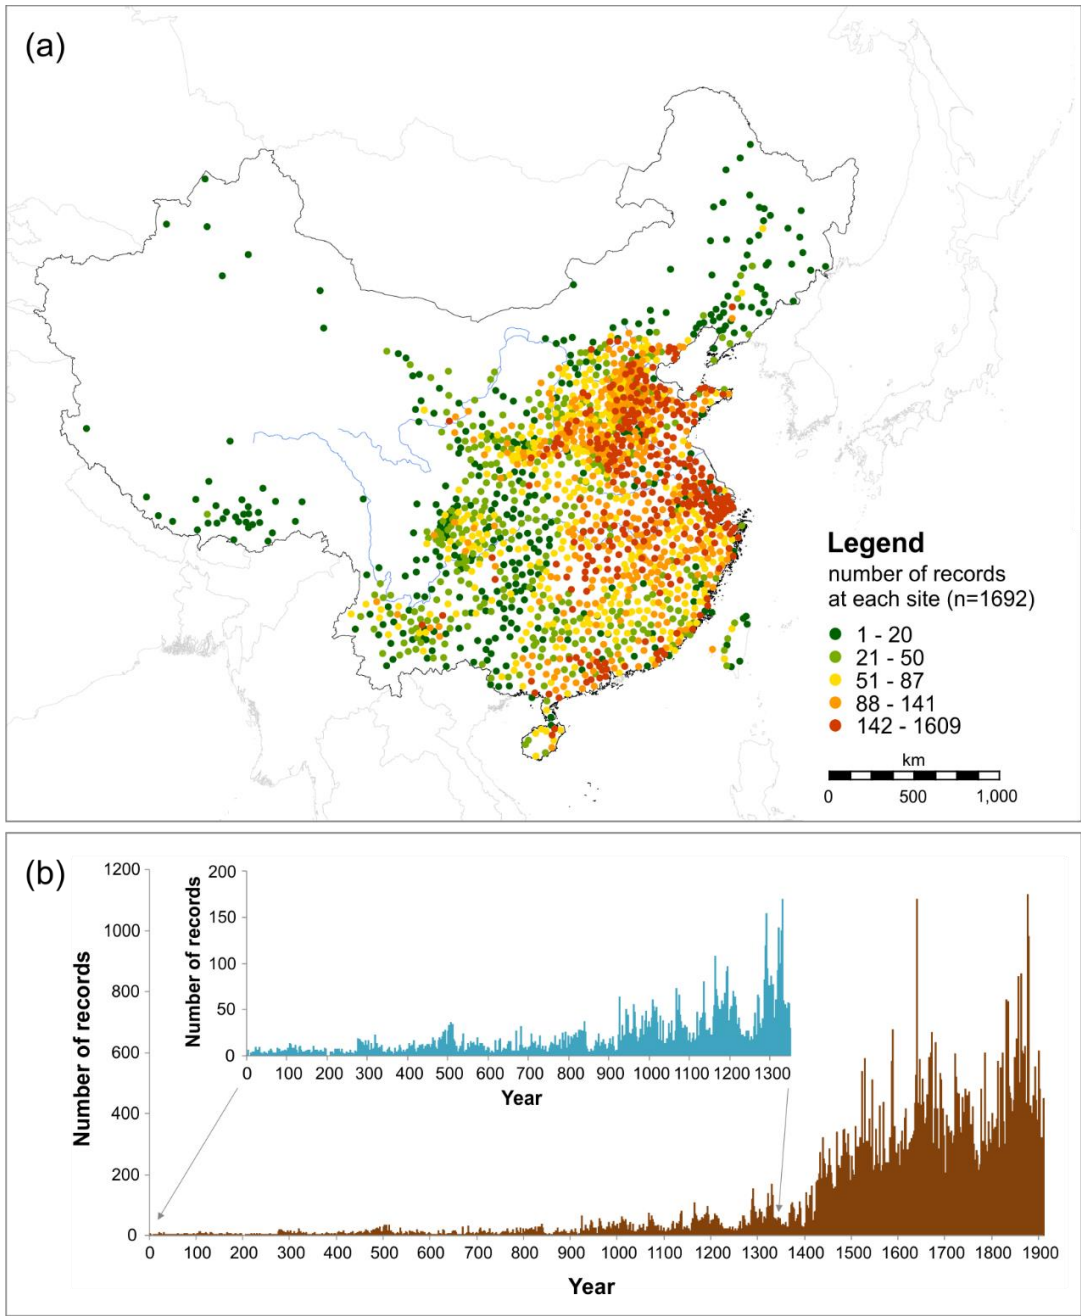 (a)
Legend
number of records
at each site (n=1692)
1 - 20
21 - 50
51 - 87
88 - 141
142 - 1609
km
0 500 1,000
(b)
Number of records
1200
1000
800
600
400
200
0
0 100 200 300 400 500 600 700 800 900 1000 1100 1200 1300 1400 1500 1600 1700 1800 1900
Year
Number of records
200
150
100
50
0
0 100 200 300 400 500 600 700 800 900 1000 1100 1200 1300
Year